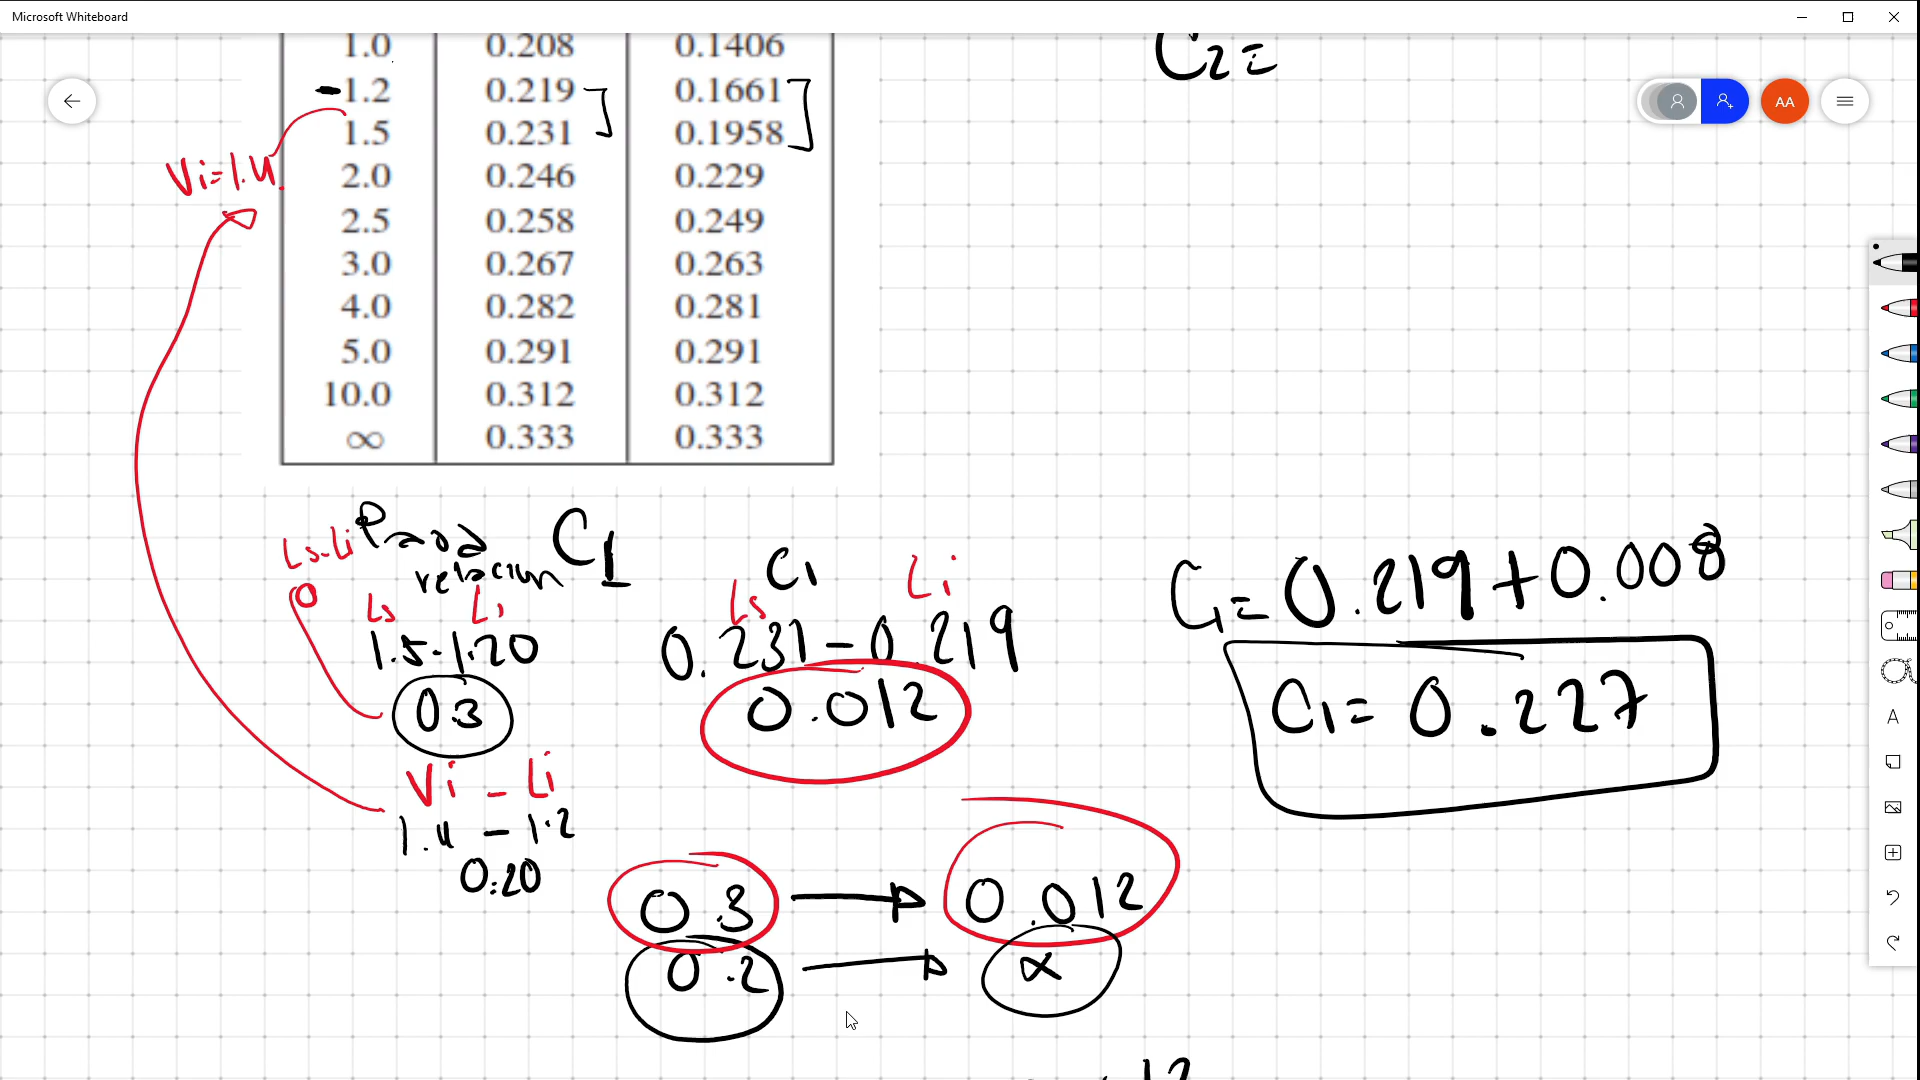 Microsoft Whiteboard
C2=
AA
1.0 0.208 0.1406
-1.2 0.219 0.1661
1.5 0.231 0.1958
Vi=1.4
2.0 0.246 0.229
2.5 0.258 0.249
3.0 0.267 0.263
4.0 0.282 0.281
5.0 0.291 0.291
10.0 0.312 0.312
∞ 0.333 0.333
Ls-Li Para C1
relacion
C1
Ls Li
Ls Li
1.5-1.20
0.231-0.219
0.3
0.012
C1=0.219+0.008
C1=0.227
Vi - Li
1.4 - 1.2
0.20
0.3 → 0.012
0.2 → x
A